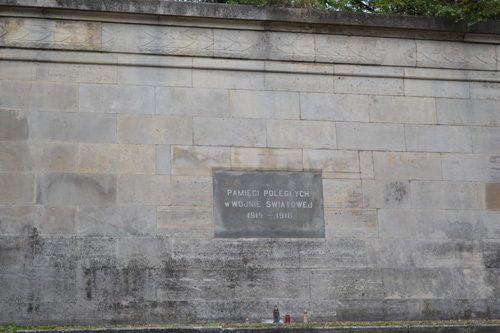 PAMIĘCI POLEGŁYCH
W WOJNIE ŚWIATOWEJ
1914 – 1918